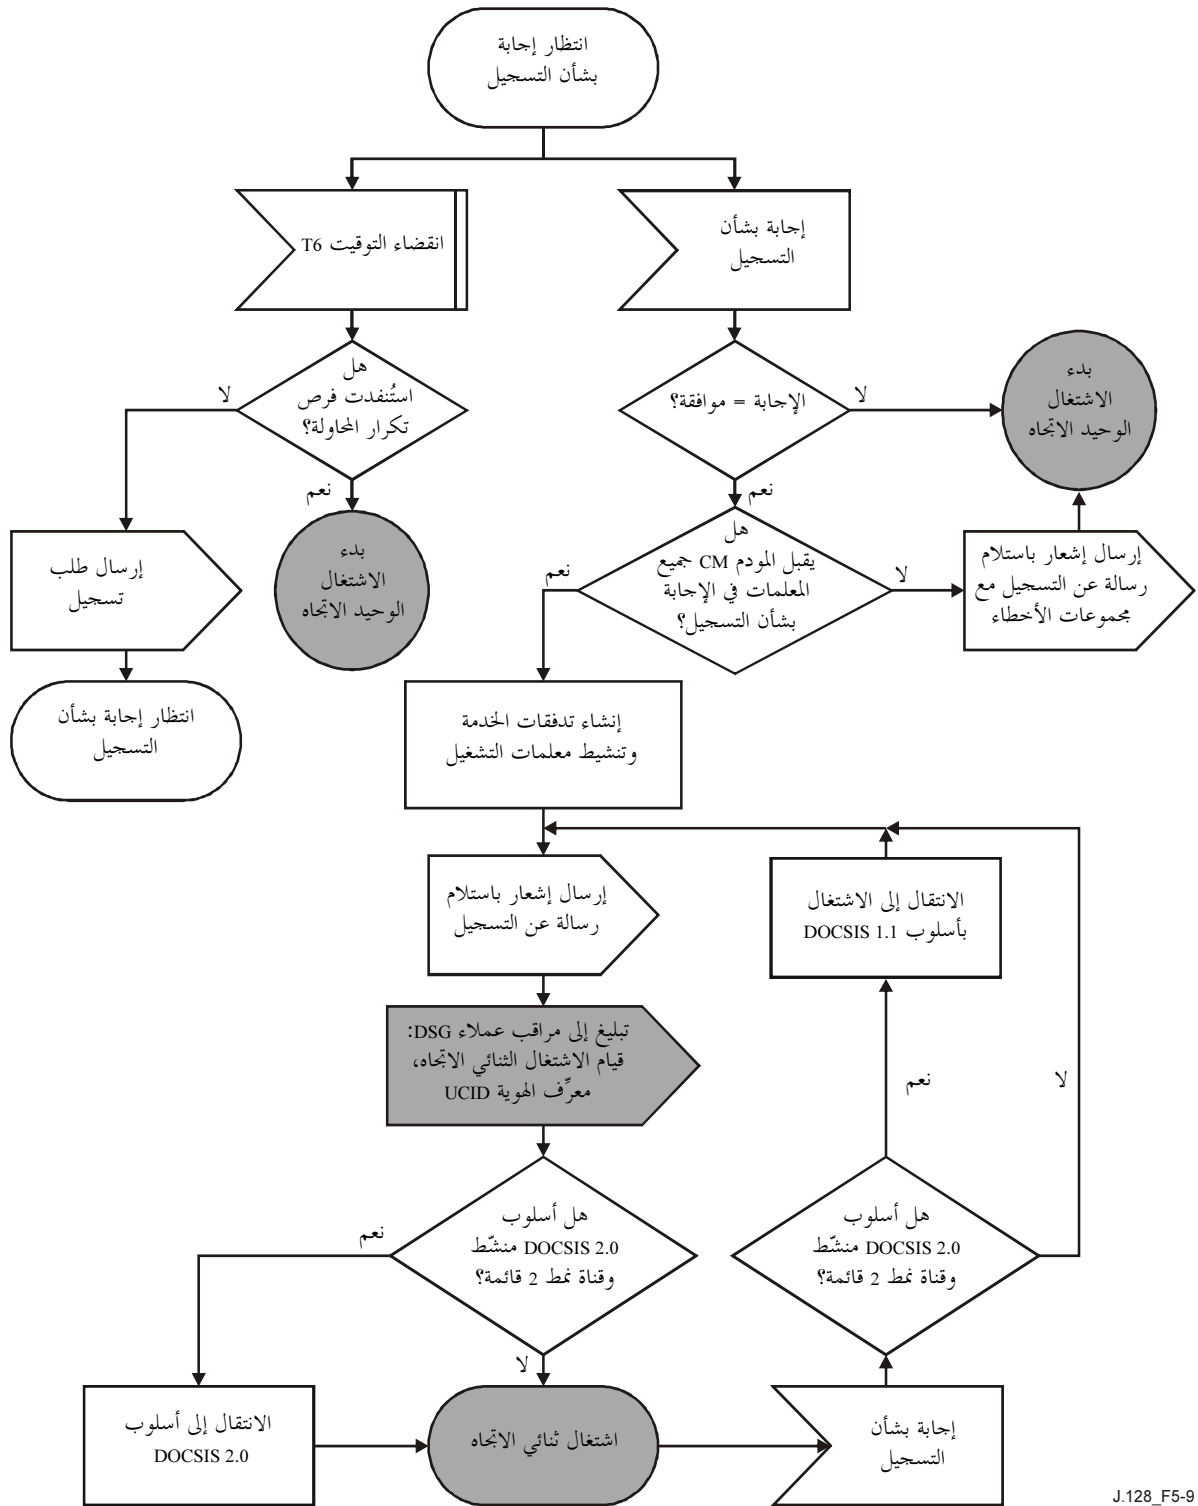 انتظار إجابة
بشأن التسجيل
انقضاء التوقيت T6
إجابة بشأن
التسجيل
هل
استُنفدت فرص
تكرار المحاولة؟
لا
نعم
الإجابة = موافقة؟
لا
نعم
بدء
الاشتغال
الوحيد الاتجاه
بدء
الاشتغال
الوحيد الاتجاه
إرسال طلب
تسجيل
انتظار إجابة بشأن
التسجيل
هل
يقبل المودم CM جميع
المعلمات في الإجابة
بشأن التسجيل؟
نعم
لا
إرسال إشعار باستلام
رسالة عن التسجيل مع
مجموعات الأخطاء
إنشاء تدفقات الخدمة
وتنشيط معلمات التشغيل
إرسال إشعار باستلام
رسالة عن التسجيل
الانتقال إلى الاشتغال
بأسلوب DOCSIS 1.1
تبليغ إلى مراقب عملاء DSG:
قيام الاشتغال الثنائي الاتجاه،
معرِّف الهوية UCID
نعم
لا
هل أسلوب
DOCSIS 2.0 منشّط
وقناة نمط 2 قائمة؟
نعم
لا
هل أسلوب
DOCSIS 2.0 منشّط
وقناة نمط 2 قائمة؟
الانتقال إلى أسلوب
DOCSIS 2.0
اشتغال ثنائي الاتجاه
إجابة بشأن
التسجيل
J.128_F5-9